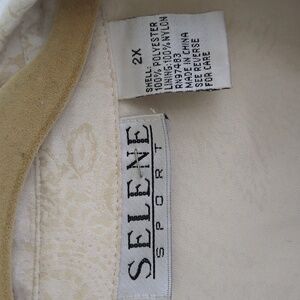 2X
SHELL:
100% POLYESTER
LINING:100% NYLON
RN97483
MADE IN CHINA
SEE REVERSE
FOR CARE
SELENE
SPORT